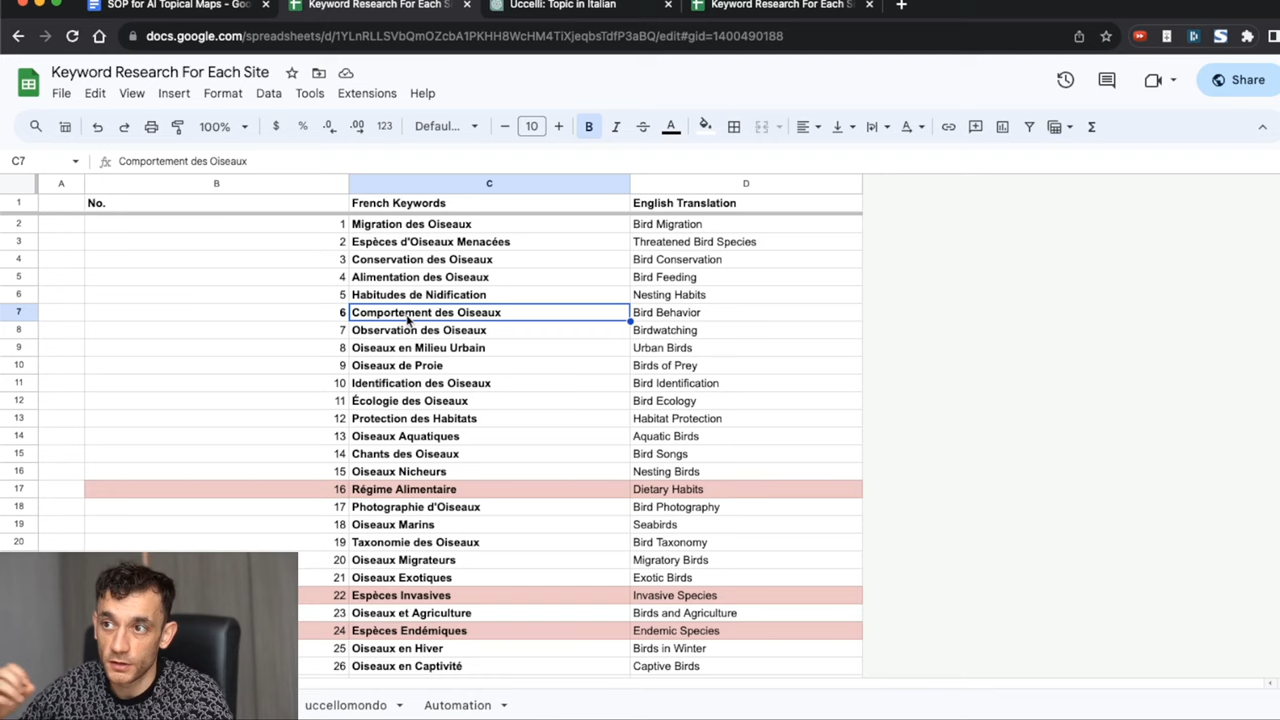 SOP for AI Topical Maps - Goo
Keyword Research For Each Site
Uccelli: Topic in Italian
Keyword Research For Each Site
docs.google.com/spreadsheets/d/1YLnRLLSVbQmOZcbA1PKHH8WcHM4TiXjeqbsTdfP3aBQ/edit#gid=1400490188
Keyword Research For Each Site
File Edit View Insert Format Data Tools Extensions Help
Share
100% $ % .0 .00 123 Defaul... 10 B I A Σ
C7 fx Comportement des Oiseaux
A B C D
1 No. French Keywords English Translation
2 1 Migration des Oiseaux Bird Migration
3 2 Espèces d'Oiseaux Menacées Threatened Bird Species
4 3 Conservation des Oiseaux Bird Conservation
5 4 Alimentation des Oiseaux Bird Feeding
6 5 Habitudes de Nidification Nesting Habits
7 6 Comportement des Oiseaux Bird Behavior
8 7 Observation des Oiseaux Birdwatching
9 8 Oiseaux en Milieu Urbain Urban Birds
10 9 Oiseaux de Proie Birds of Prey
11 10 Identification des Oiseaux Bird Identification
12 11 Écologie des Oiseaux Bird Ecology
13 12 Protection des Habitats Habitat Protection
14 13 Oiseaux Aquatiques Aquatic Birds
15 14 Chants des Oiseaux Bird Songs
16 15 Oiseaux Nicheurs Nesting Birds
17 16 Régime Alimentaire Dietary Habits
18 17 Photographie d'Oiseaux Bird Photography
19 18 Oiseaux Marins Seabirds
20 19 Taxonomie des Oiseaux Bird Taxonomy
20 Oiseaux Migrateurs Migratory Birds
21 Oiseaux Exotiques Exotic Birds
22 Espèces Invasives Invasive Species
23 Oiseaux et Agriculture Birds and Agriculture
24 Espèces Endémiques Endemic Species
25 Oiseaux en Hiver Birds in Winter
26 Oiseaux en Captivité Captive Birds
uccellomondo Automation